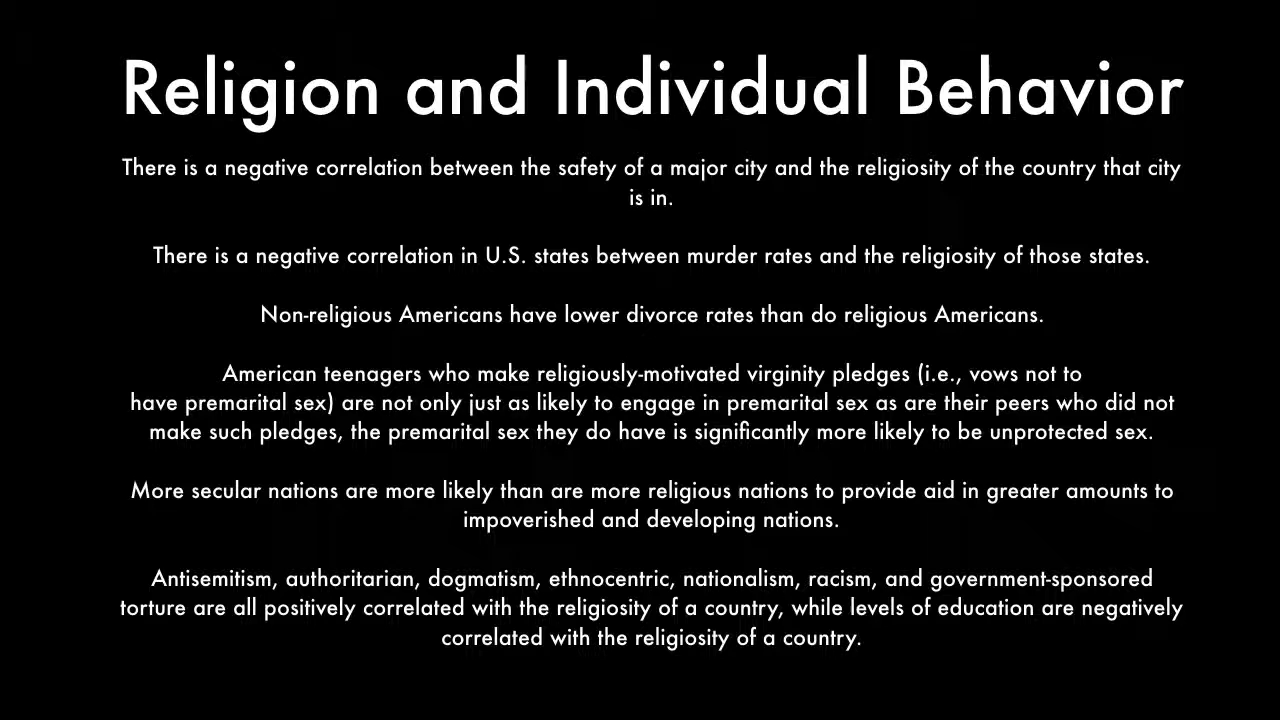 Religion and Individual Behavior
There is a negative correlation between the safety of a major city and the religiosity of the country that city
is in.
There is a negative correlation in U.S. states between murder rates and the religiosity of those states.
Non-religious Americans have lower divorce rates than do religious Americans.
American teenagers who make religiously-motivated virginity pledges (i.e., vows not to
have premarital sex) are not only just as likely to engage in premarital sex as are their peers who did not
make such pledges, the premarital sex they do have is significantly more likely to be unprotected sex.
More secular nations are more likely than are more religious nations to provide aid in greater amounts to
impoverished and developing nations.
Antisemitism, authoritarian, dogmatism, ethnocentric, nationalism, racism, and government-sponsored
torture are all positively correlated with the religiosity of a country, while levels of education are negatively
correlated with the religiosity of a country.